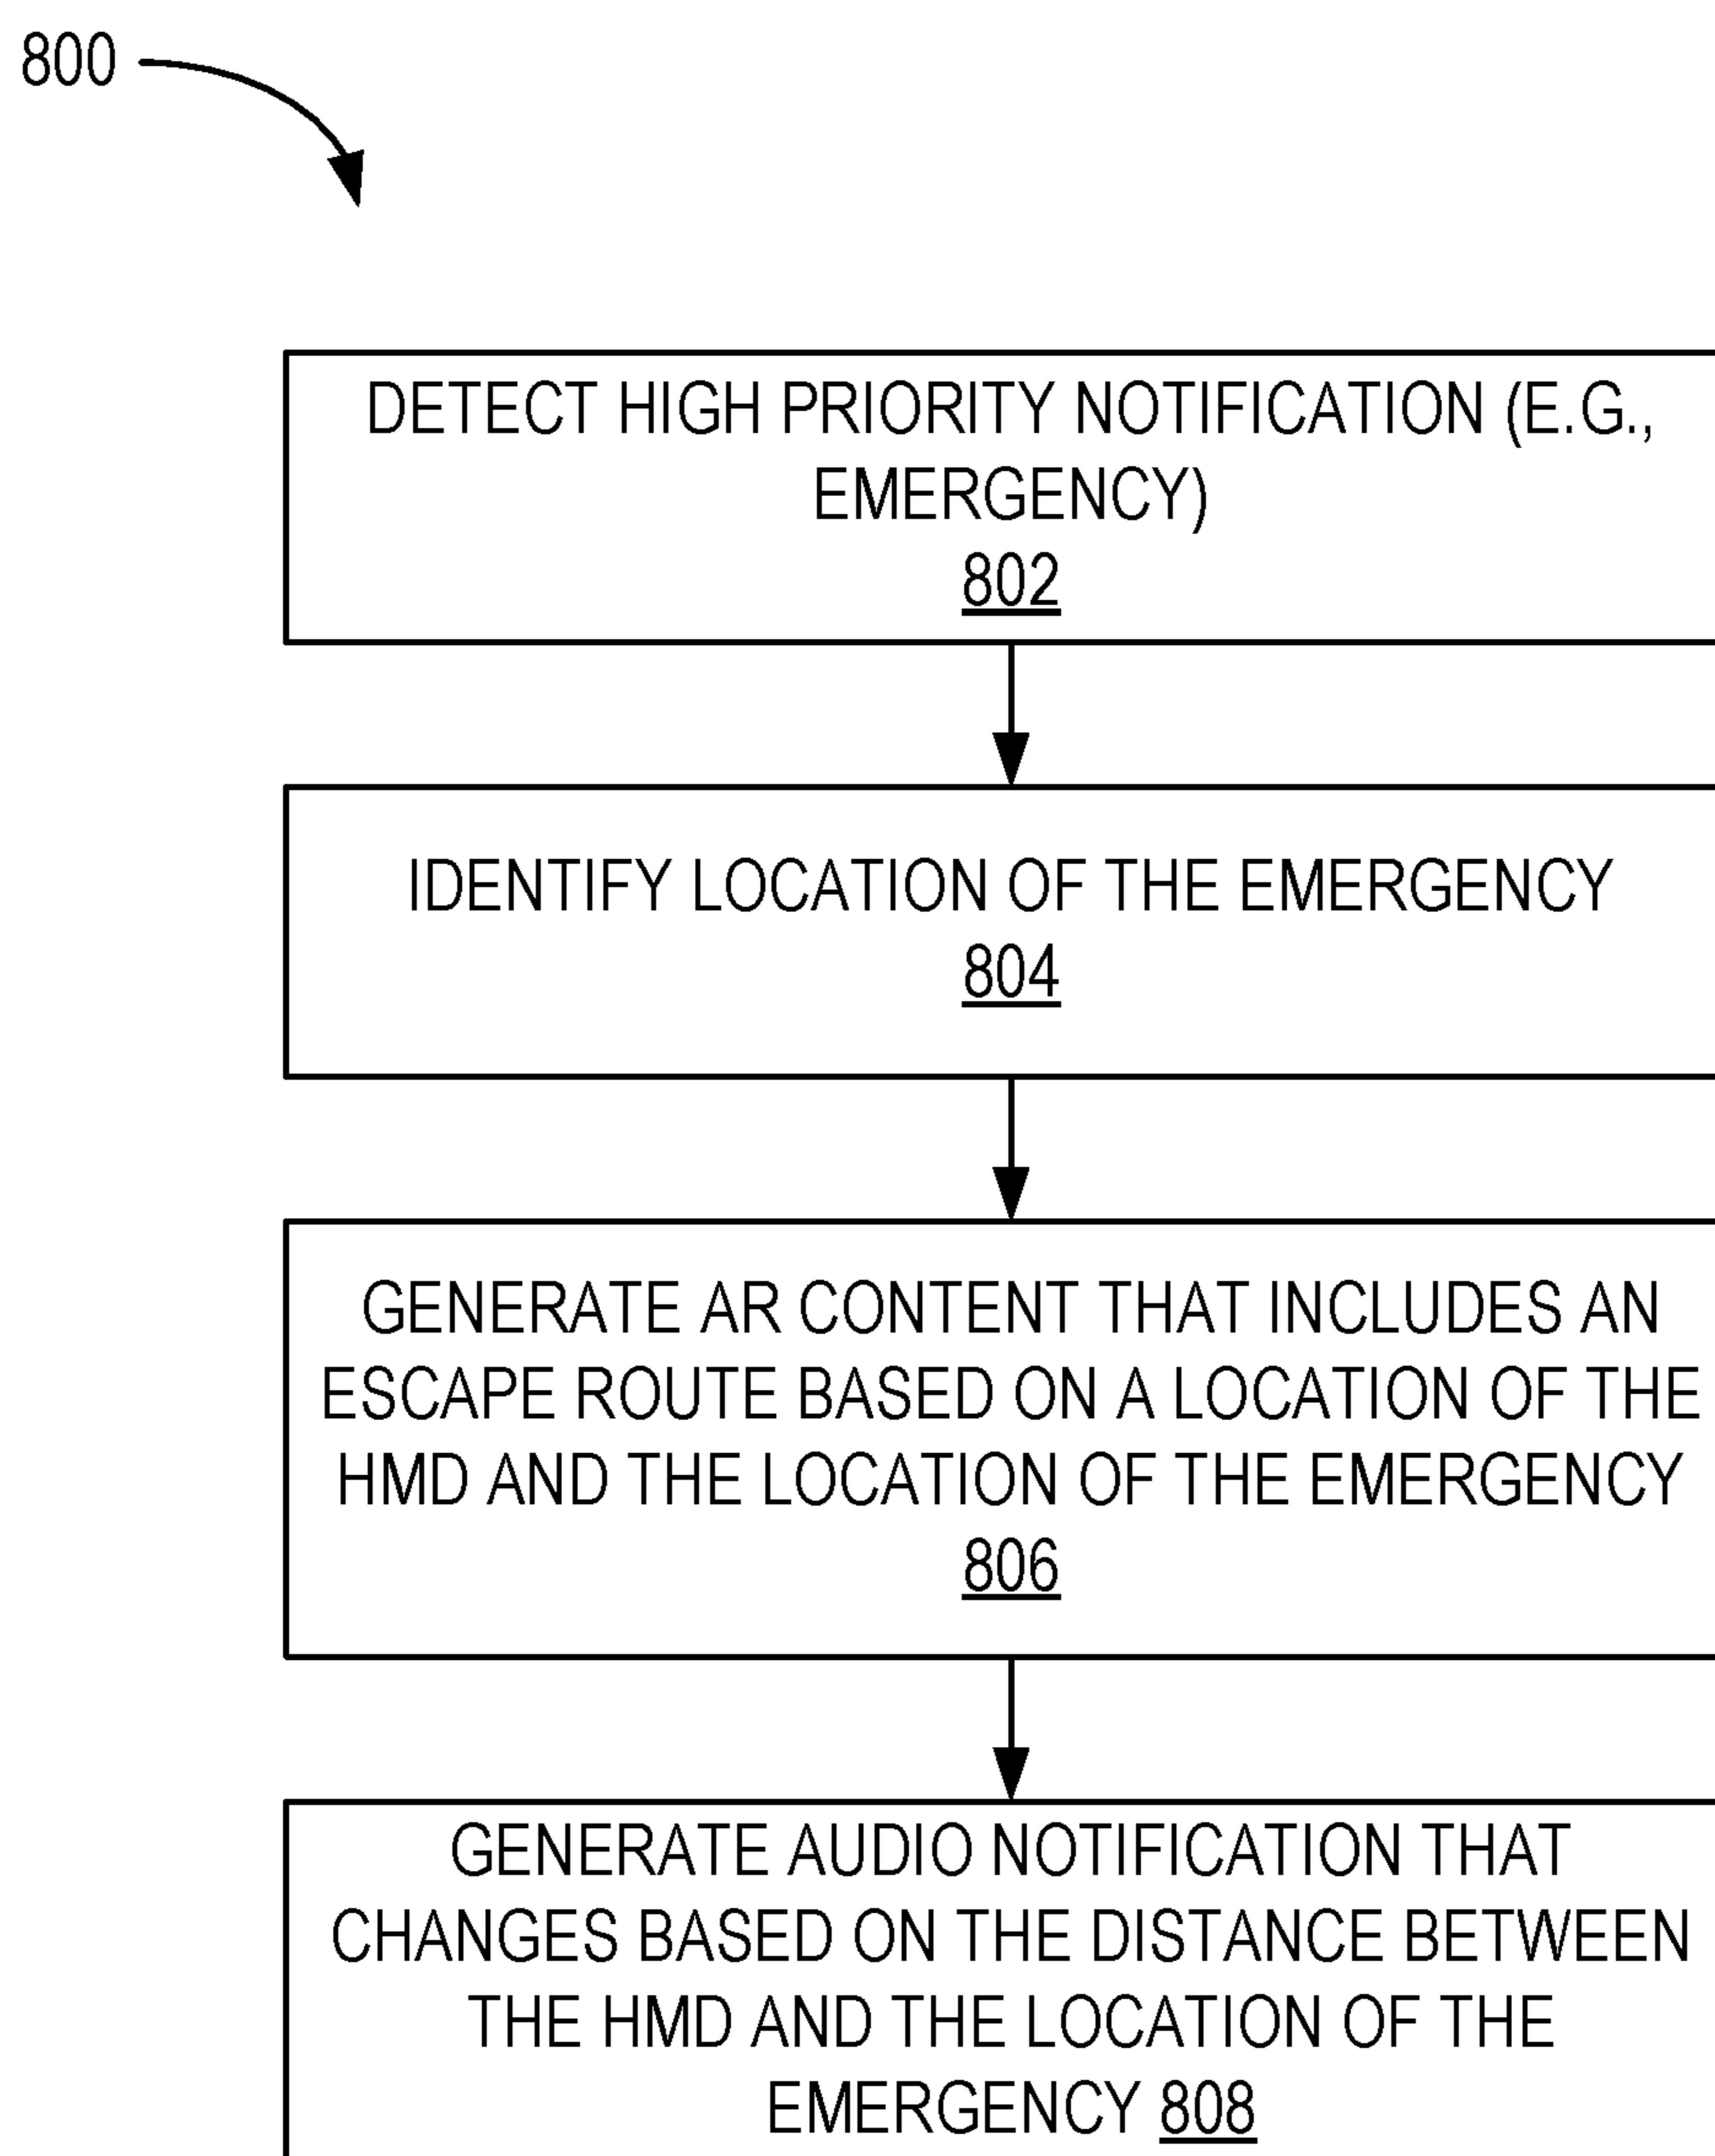 800
DETECT HIGH PRIORITY NOTIFICATION (E.G.,
EMERGENCY)
802
IDENTIFY LOCATION OF THE EMERGENCY
804
GENERATE AR CONTENT THAT INCLUDES AN
ESCAPE ROUTE BASED ON A LOCATION OF THE
HMD AND THE LOCATION OF THE EMERGENCY
806
GENERATE AUDIO NOTIFICATION THAT
CHANGES BASED ON THE DISTANCE BETWEEN
THE HMD AND THE LOCATION OF THE
EMERGENCY 808